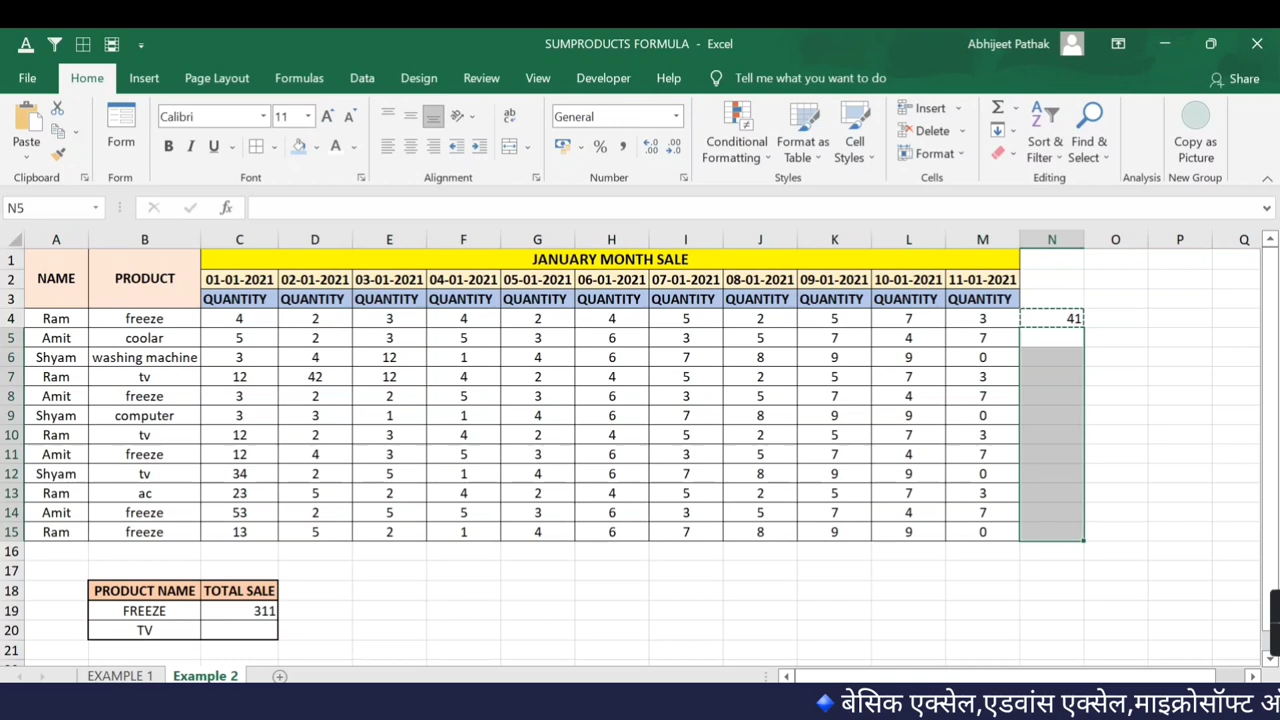 SUMPRODUCTS FORMULA - Excel
Abhijeet Pathak
File Home Insert Page Layout Formulas Data Design Review View Developer Help Tell me what you want to do Share
Calibri 11 General
Paste Form Conditional Formatting Format as Table Cell Styles Insert Delete Format Sort & Filter Find & Select Copy as Picture
Clipboard Form Font Alignment Number Styles Cells Editing Analysis New Group
N5
A B C D E F G H I J K L M N O P Q
1 NAME PRODUCT JANUARY MONTH SALE
2 01-01-2021 02-01-2021 03-01-2021 04-01-2021 05-01-2021 06-01-2021 07-01-2021 08-01-2021 09-01-2021 10-01-2021 11-01-2021
3 QUANTITY QUANTITY QUANTITY QUANTITY QUANTITY QUANTITY QUANTITY QUANTITY QUANTITY QUANTITY QUANTITY
4 Ram freeze 4 2 3 4 2 4 5 2 5 7 3 41
5 Amit coolar 5 2 3 5 3 6 3 5 7 4 7
6 Shyam washing machine 3 4 12 1 4 6 7 8 9 9 0
7 Ram tv 12 42 12 4 2 4 5 2 5 7 3
8 Amit freeze 3 2 2 5 3 6 3 5 7 4 7
9 Shyam computer 3 3 1 1 4 6 7 8 9 9 0
10 Ram tv 12 2 3 4 2 4 5 2 5 7 3
11 Amit freeze 12 4 3 5 3 6 3 5 7 4 7
12 Shyam tv 34 2 5 1 4 6 7 8 9 9 0
13 Ram ac 23 5 2 4 2 4 5 2 5 7 3
14 Amit freeze 53 2 5 5 3 6 3 5 7 4 7
15 Ram freeze 13 5 2 1 4 6 7 8 9 9 0
16
17
18 PRODUCT NAME TOTAL SALE
19 FREEZE 311
20 TV
21
EXAMPLE 1 Example 2
🔹 बेसिक एक्सेल,एडवांस एक्सेल,माइक्रोसॉफ्ट